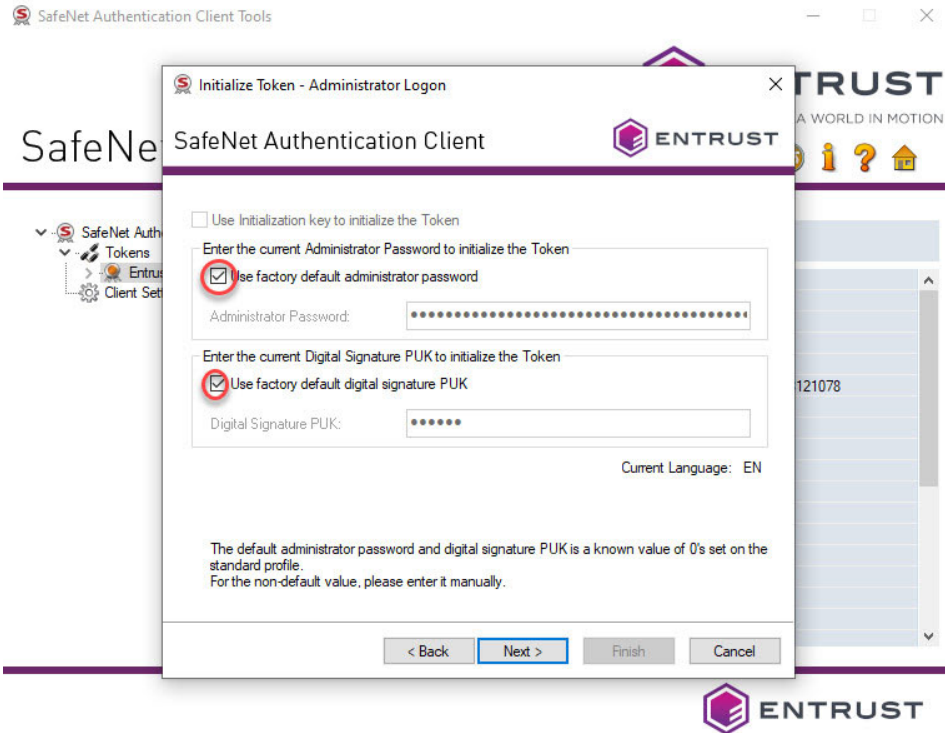 SafeNet Authentication Client Tools
Initialize Token - Administrator Logon
TRUST
A WORLD IN MOTION
SafeNe
SafeNet Authentication Client
ENTRUST
SafeNet Auth
Tokens
Entrus
Client Set
Use Initialization key to initialize the Token
Enter the current Administrator Password to initialize the Token
Use factory default administrator password
Administrator Password:
Enter the current Digital Signature PUK to initialize the Token
Use factory default digital signature PUK
121078
Digital Signature PUK:
Current Language: EN
The default administrator password and digital signature PUK is a known value of 0's set on the
standard profile.
For the non-default value, please enter it manually.
< Back
Next >
Finish
Cancel
ENTRUST